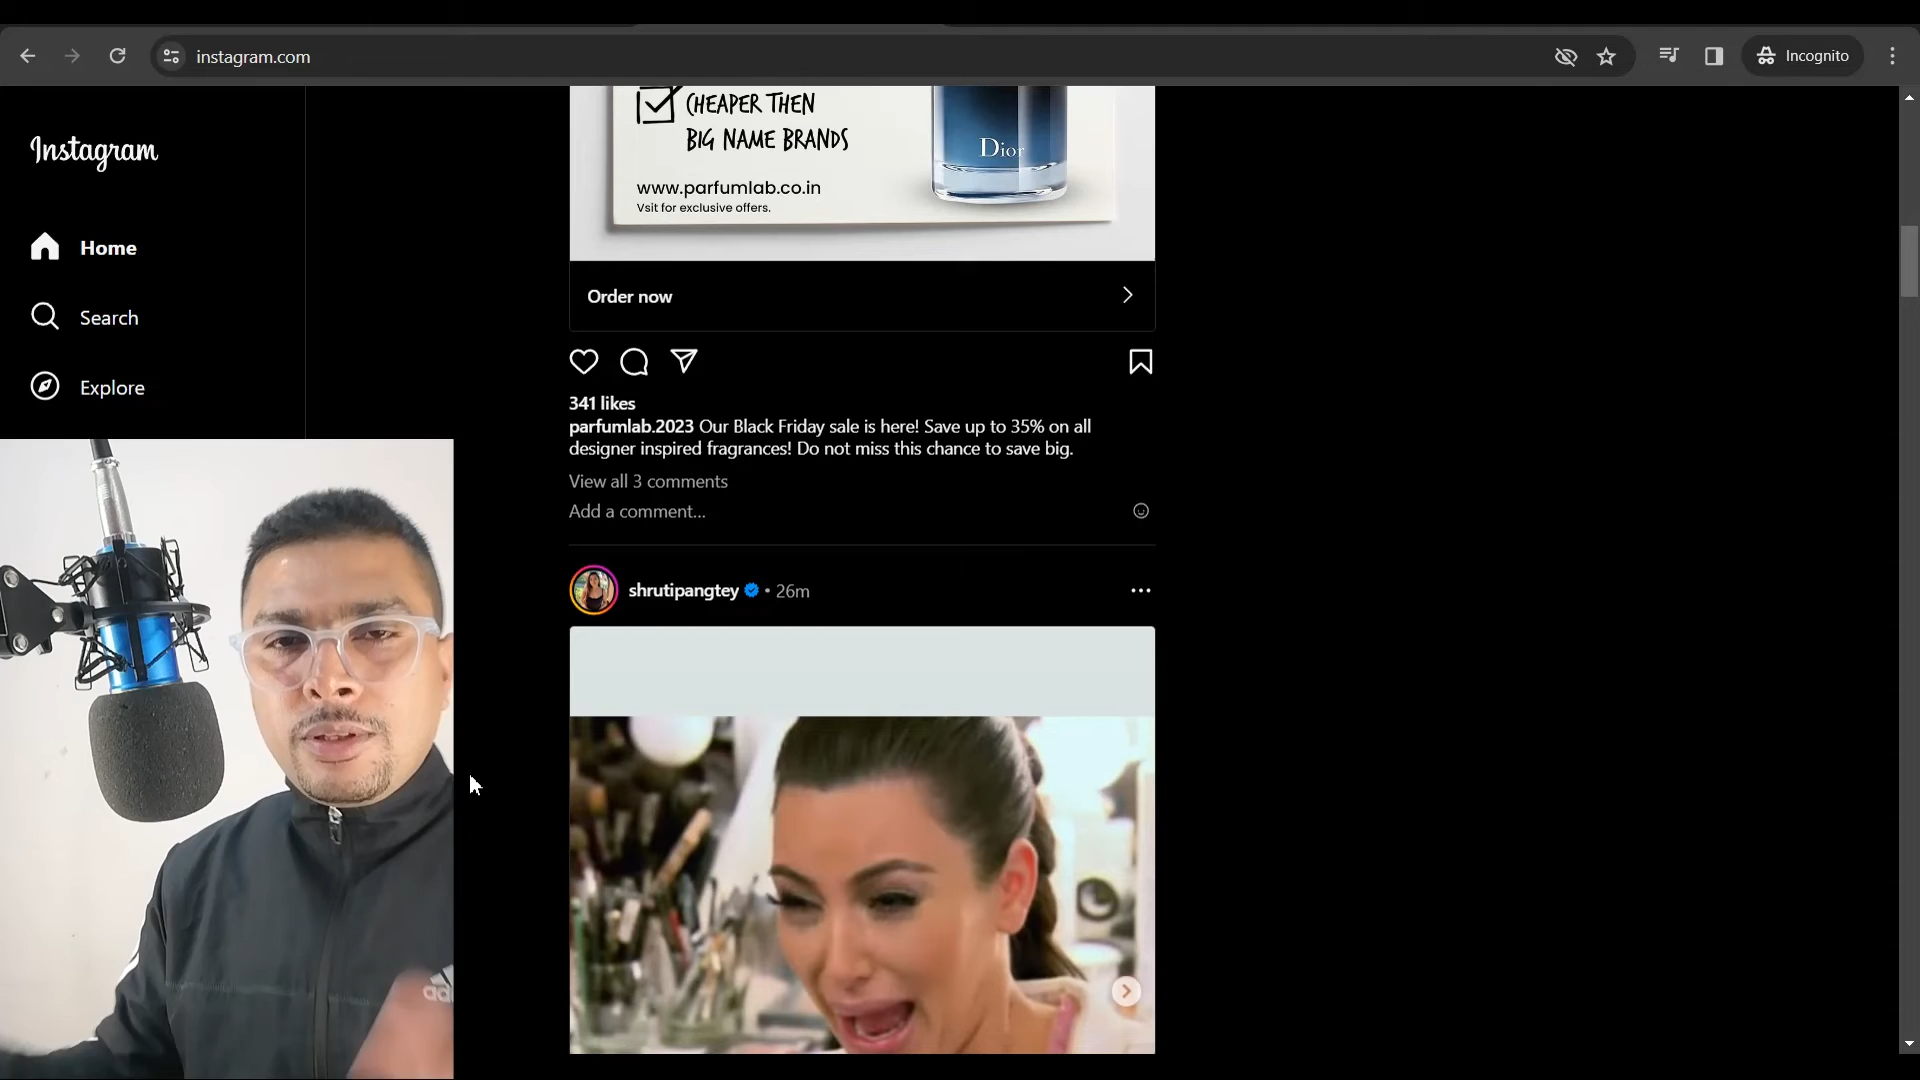 instagram.com
Incognito
Instagram
Home
Search
Explore
CHEAPER THEN
BIG NAME BRANDS
www.parfumlab.co.in
Vsit for exclusive offers.
Dior
Order now
341 likes
parfumlab.2023 Our Black Friday sale is here! Save up to 35% on all
designer inspired fragrances! Do not miss this chance to save big.
View all 3 comments
Add a comment...
shrutipangtey • 26m